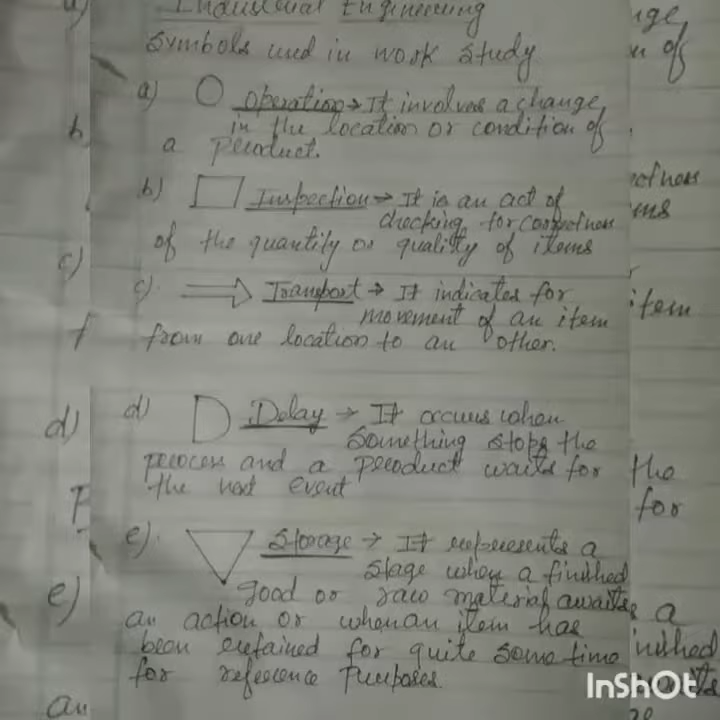 Industrial Engineering
Symbols used in work study
a) Operation → It involves a change
in the location or condition of
a product.
b) Inspection → It is an act of
checking for correctness
of the quantity or quality of items
c) Transport → It indicates for
movement of an item
from one location to an other.
d) Delay → It occurs when
Something stops the
process and a product waits for
the next event
e) Storage → It represents a
stage when a finished
good or raw material awaits
an action or when an item has
been retained for quite some time
for reference purposes.
InShOt